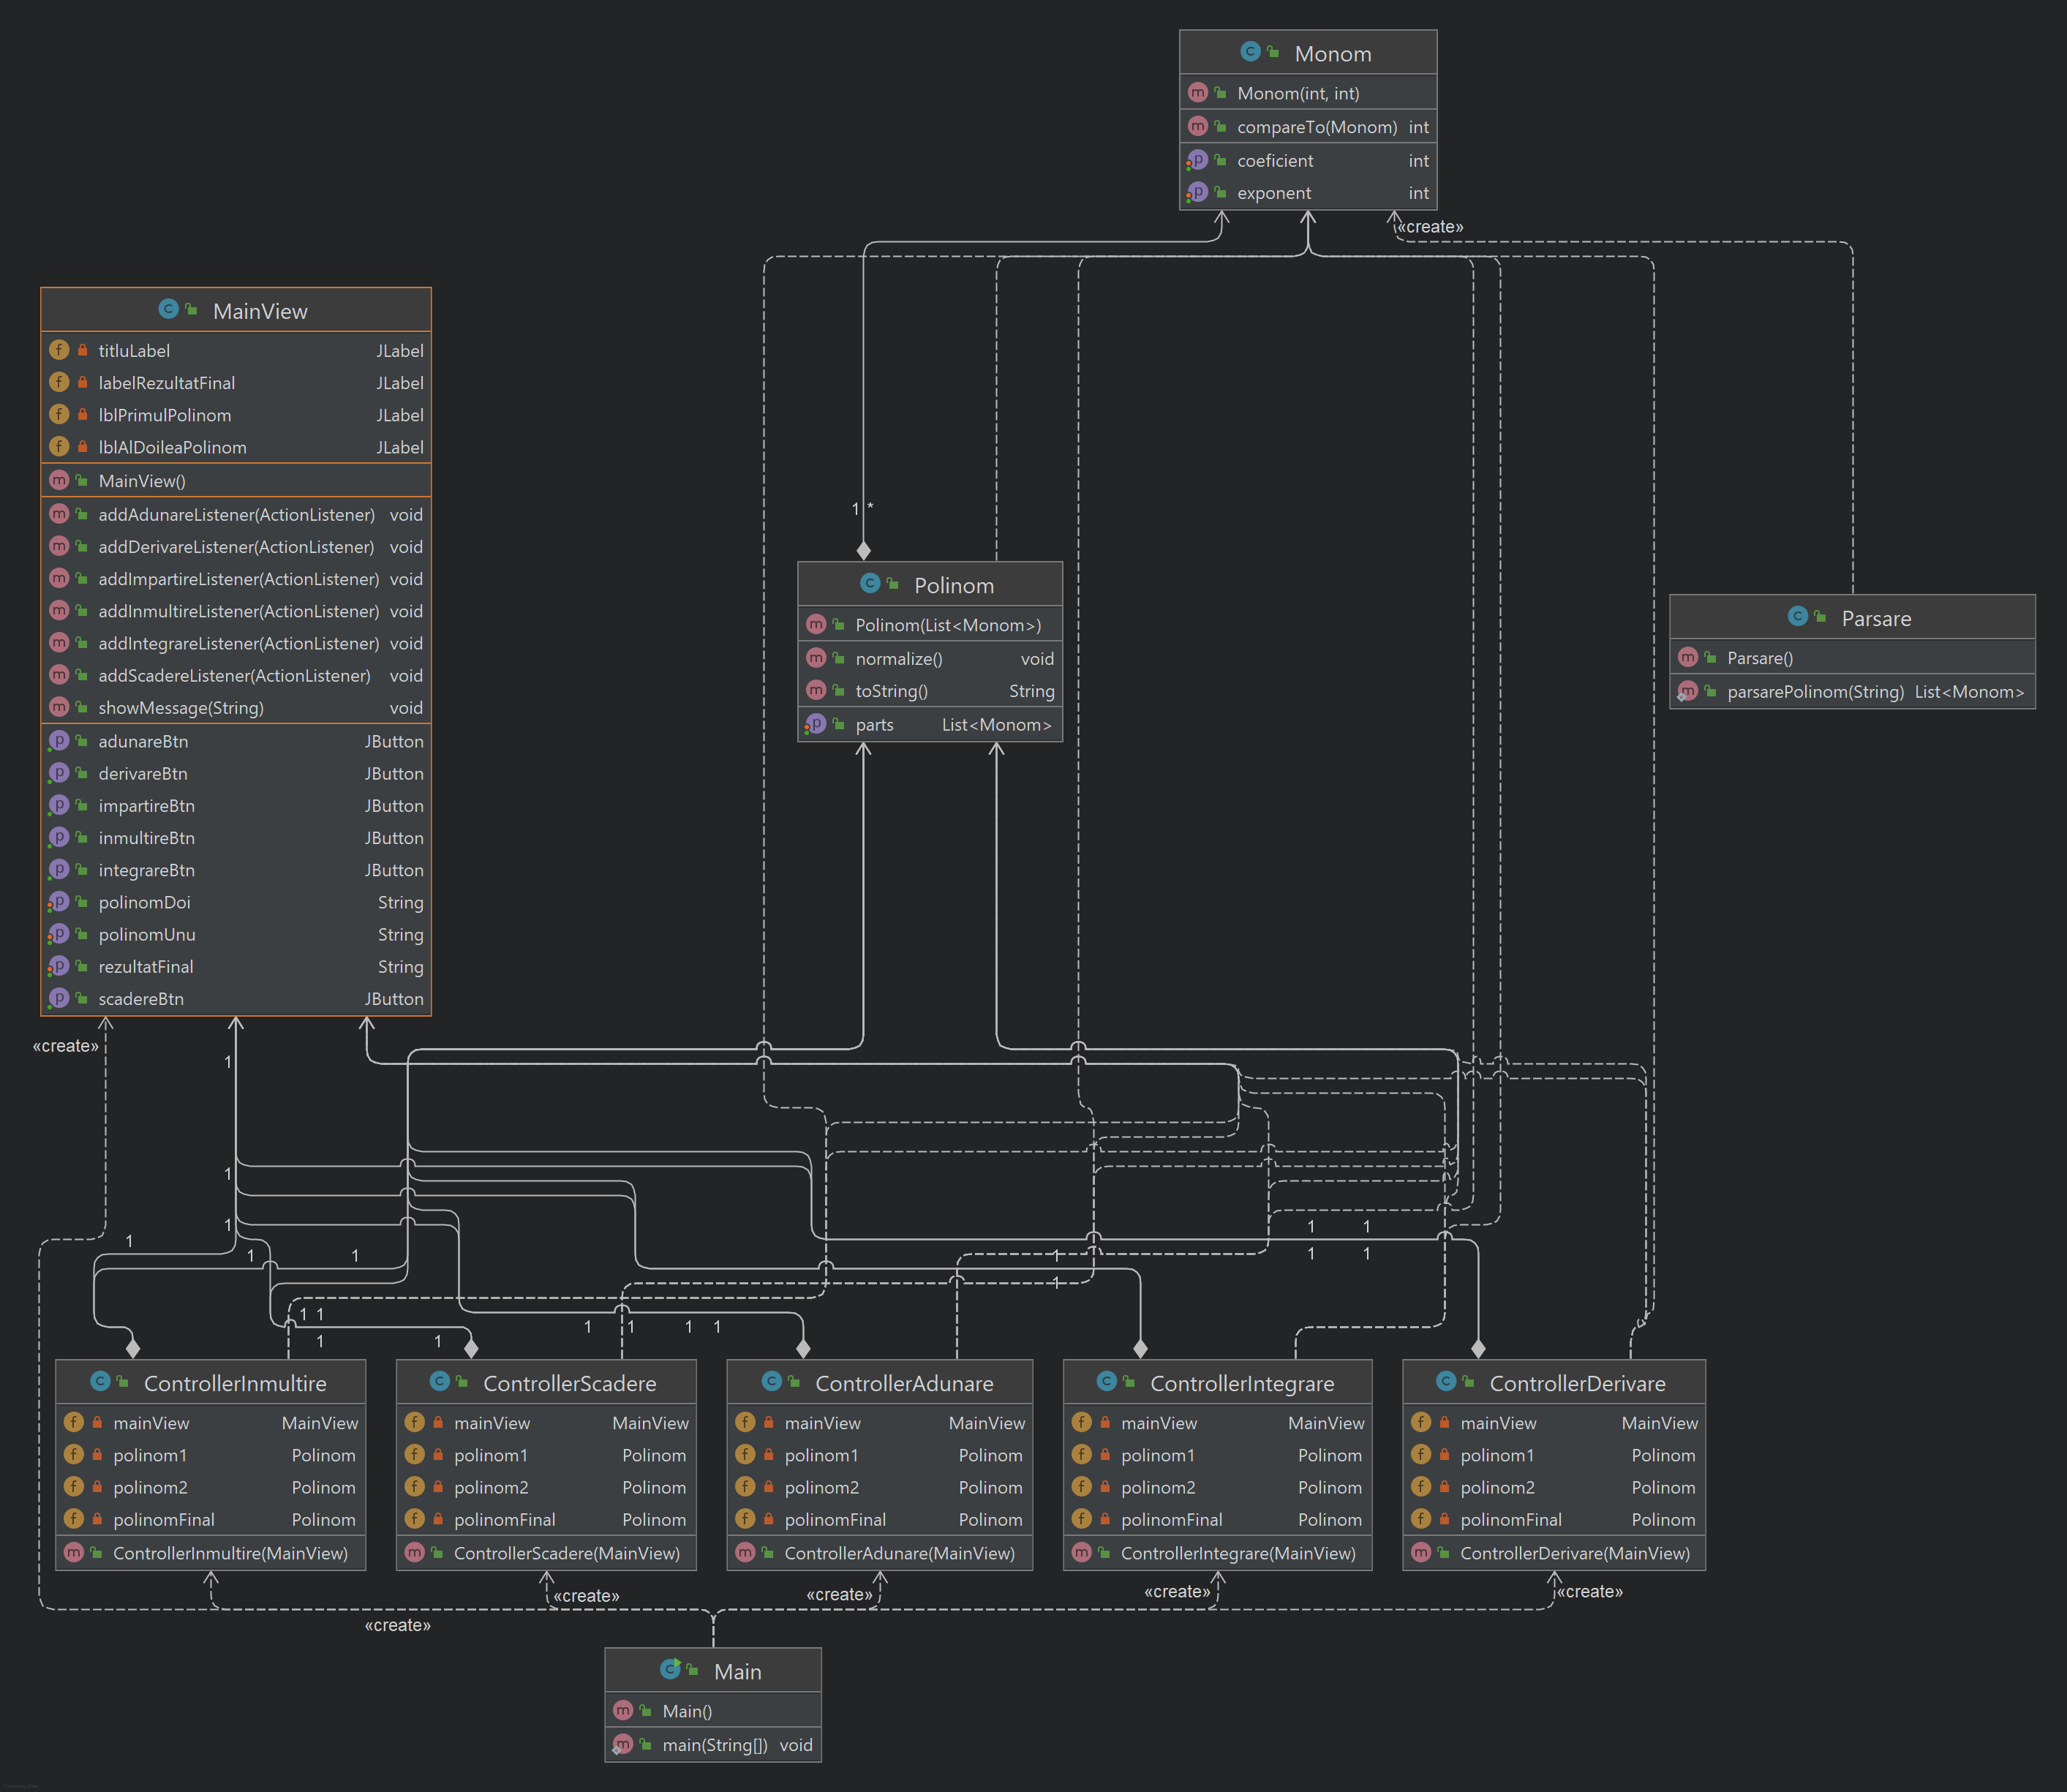 Monom
Monom(int, int)
compareTo(Monom) int
coeficient int
exponent int
«create»
MainView
titluLabel JLabel
labelRezultatFinal JLabel
lblPrimulPolinom JLabel
lblAlDoileaPolinom JLabel
MainView()
addAdunareListener(ActionListener) void
addDerivareListener(ActionListener) void
addImpartireListener(ActionListener) void
addInmultireListener(ActionListener) void
addIntegrareListener(ActionListener) void
addScadereListener(ActionListener) void
showMessage(String) void
adunareBtn JButton
derivareBtn JButton
impartireBtn JButton
inmultireBtn JButton
integrareBtn JButton
polinomDoi String
polinomUnu String
rezultatFinal String
scadereBtn JButton
1 *
Polinom
Polinom(List<Monom>)
normalize() void
toString() String
parts List<Monom>
Parsare
Parsare()
parsarePolinom(String) List<Monom>
«create»
1
1
1
1 1
1 1 1
1 1 1
1 1
1 1 1 1 1 1
1 1
ControllerInmultire
mainView MainView
polinom1 Polinom
polinom2 Polinom
polinomFinal Polinom
ControllerInmultire(MainView)
ControllerScadere
mainView MainView
polinom1 Polinom
polinom2 Polinom
polinomFinal Polinom
ControllerScadere(MainView)
ControllerAdunare
mainView MainView
polinom1 Polinom
polinom2 Polinom
polinomFinal Polinom
ControllerAdunare(MainView)
ControllerIntegrare
mainView MainView
polinom1 Polinom
polinom2 Polinom
polinomFinal Polinom
ControllerIntegrare(MainView)
ControllerDerivare
mainView MainView
polinom1 Polinom
polinom2 Polinom
polinomFinal Polinom
ControllerDerivare(MainView)
«create»
«create»
«create»
«create»
«create»
Main
Main()
main(String[]) void